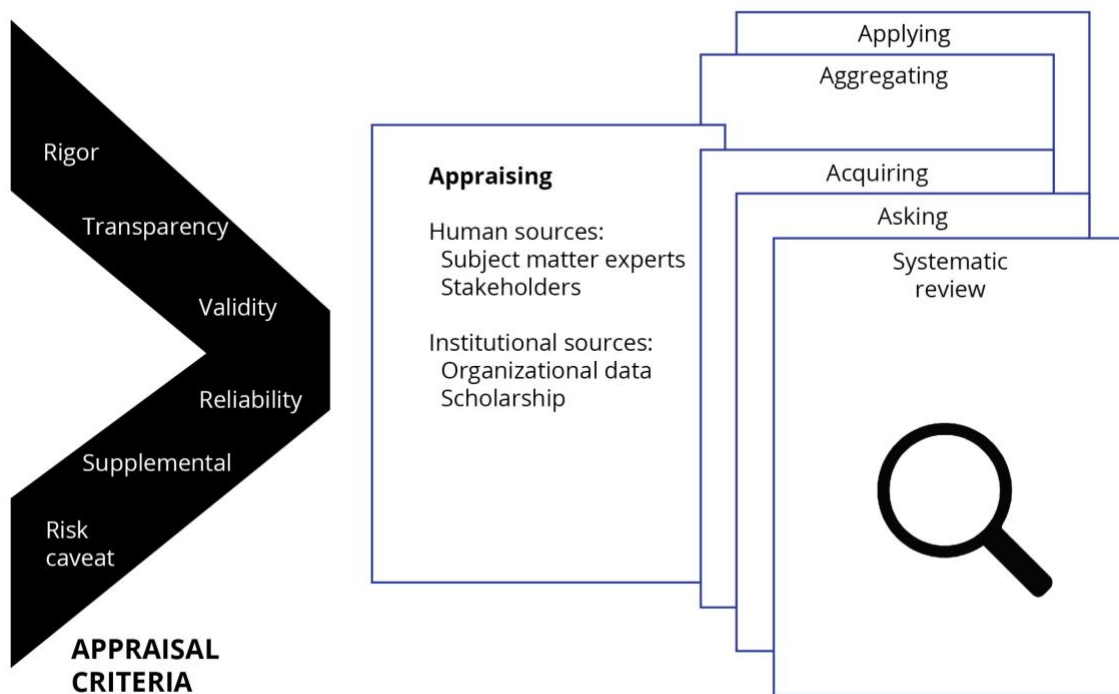 Rigor
Transparency
Validity
Reliability
Supplemental
Risk
caveat
APPRAISAL
CRITERIA
Appraising
Human sources:
Subject matter experts
Stakeholders
Institutional sources:
Organizational data
Scholarship
Applying
Aggregating
Acquiring
Asking
Systematic
review